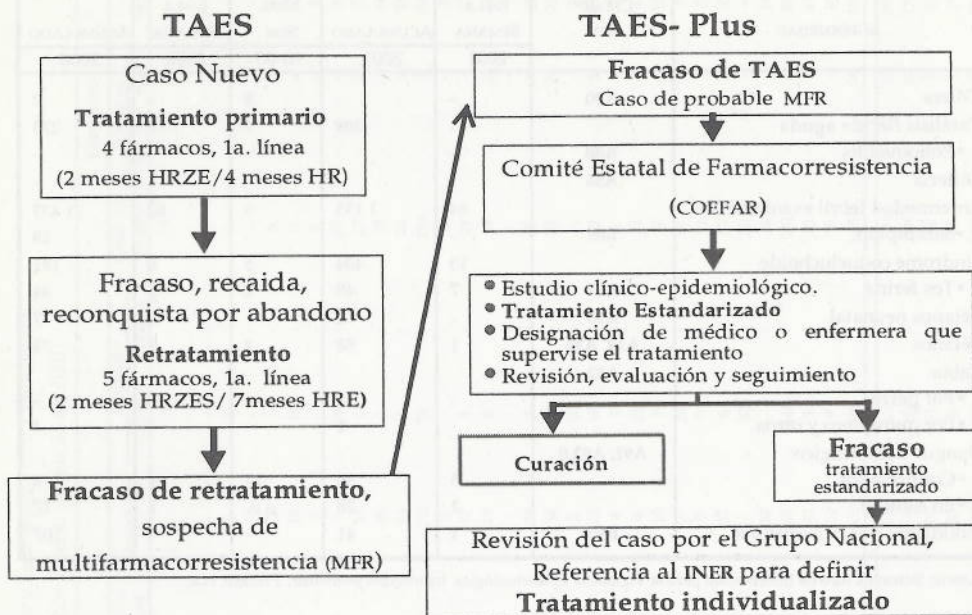 TAES
Caso Nuevo
Tratamiento primario
4 fármacos, 1a. línea
(2 meses HRZE/4 meses HR)
Fracaso, recaida,
reconquista por abandono
Retratamiento
5 fármacos, 1a. línea
(2 meses HRZES/ 7meses HRE)
Fracaso de retratamiento,
sospecha de
multifarmacorresistencia (MFR)
TAES- Plus
Fracaso de TAES
Caso de probable MFR
Comité Estatal de Farmacorresistencia
(COEFAR)
• Estudio clínico-epidemiológico.
• Tratamiento Estandarizado
• Designación de médico o enfermera que
supervise el tratamiento
• Revisión, evaluación y seguimiento
Curación
Fracaso
tratamiento
estandarizado
Revisión del caso por el Grupo Nacional,
Referencia al INER para definir
Tratamiento individualizado